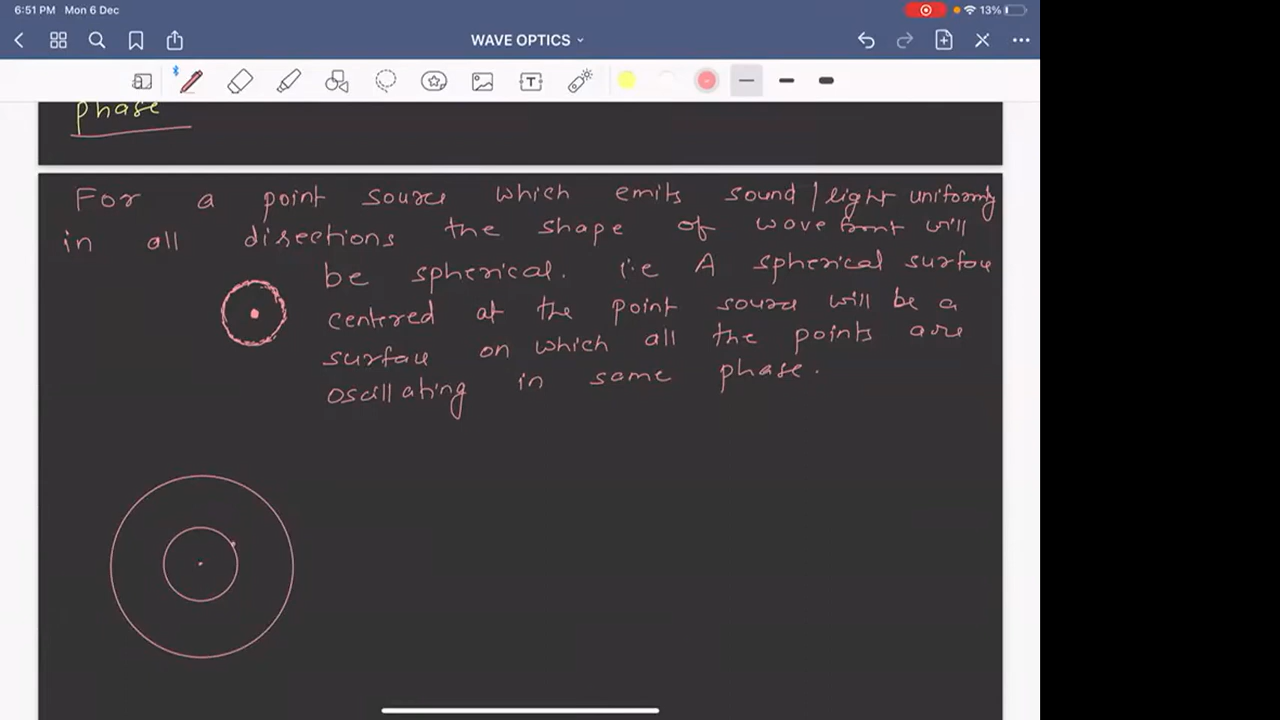 6:51 PM Mon 6 Dec
13%
WAVE OPTICS
T
phase
For a point source which emits sound / light uniformly
in all directions the shape of wavefront will
be spherical. i.e A spherical surface
centered at the point source will be a
surface on which all the points are
oscillating in same phase.